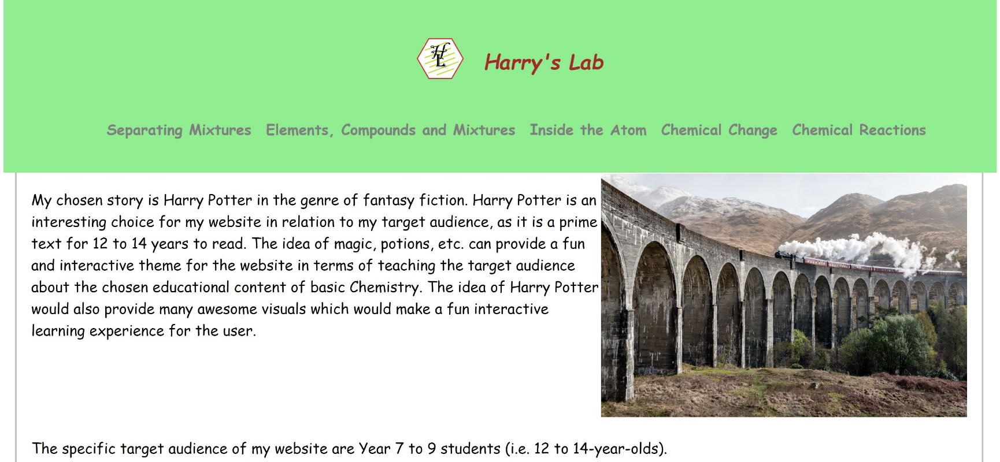 HL
Harry's Lab
Separating Mixtures Elements, Compounds and Mixtures Inside the Atom Chemical Change Chemical Reactions
My chosen story is Harry Potter in the genre of fantasy fiction. Harry Potter is an
interesting choice for my website in relation to my target audience, as it is a prime
text for 12 to 14 years to read. The idea of magic, potions, etc. can provide a fun
and interactive theme for the website in terms of teaching the target audience
about the chosen educational content of basic Chemistry. The idea of Harry Potter
would also provide many awesome visuals which would make a fun interactive
learning experience for the user.
The specific target audience of my website are Year 7 to 9 students (i.e. 12 to 14-year-olds).